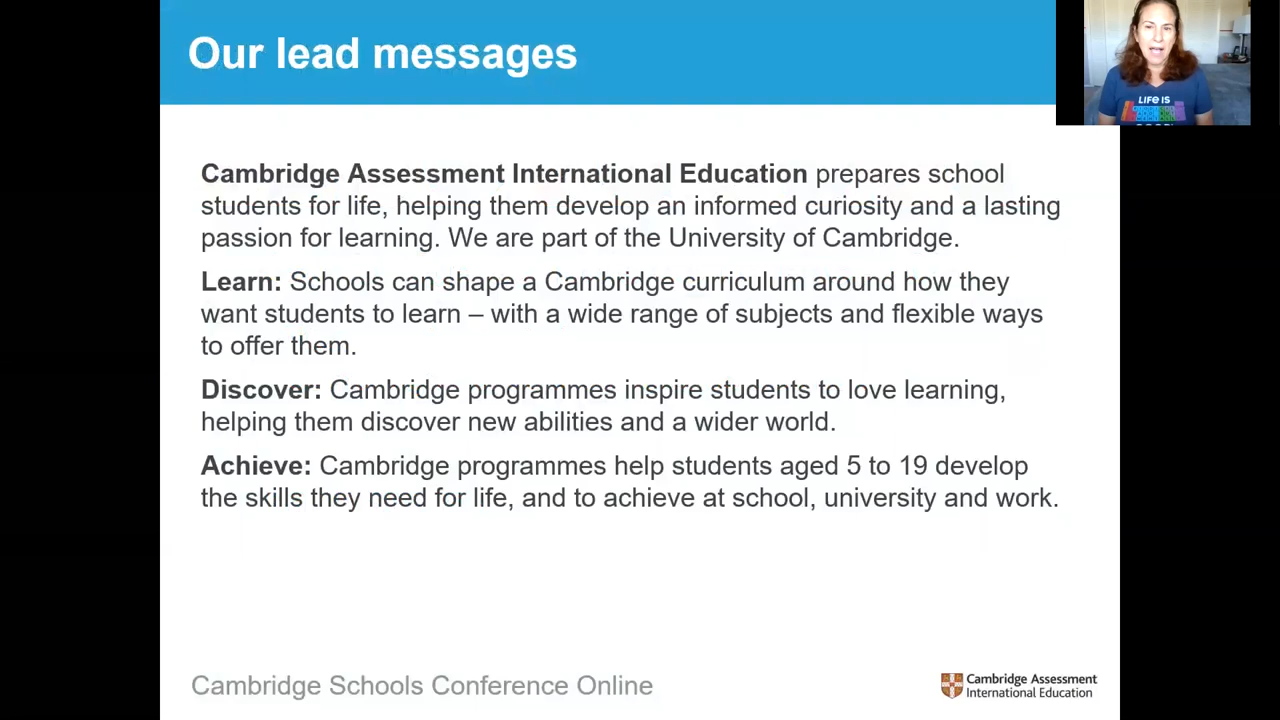 Our lead messages
LIFE IS
Cambridge Assessment International Education prepares school
students for life, helping them develop an informed curiosity and a lasting
passion for learning. We are part of the University of Cambridge.
Learn: Schools can shape a Cambridge curriculum around how they
want students to learn – with a wide range of subjects and flexible ways
to offer them.
Discover: Cambridge programmes inspire students to love learning,
helping them discover new abilities and a wider world.
Achieve: Cambridge programmes help students aged 5 to 19 develop
the skills they need for life, and to achieve at school, university and work.
Cambridge Schools Conference Online
Cambridge Assessment
International Education